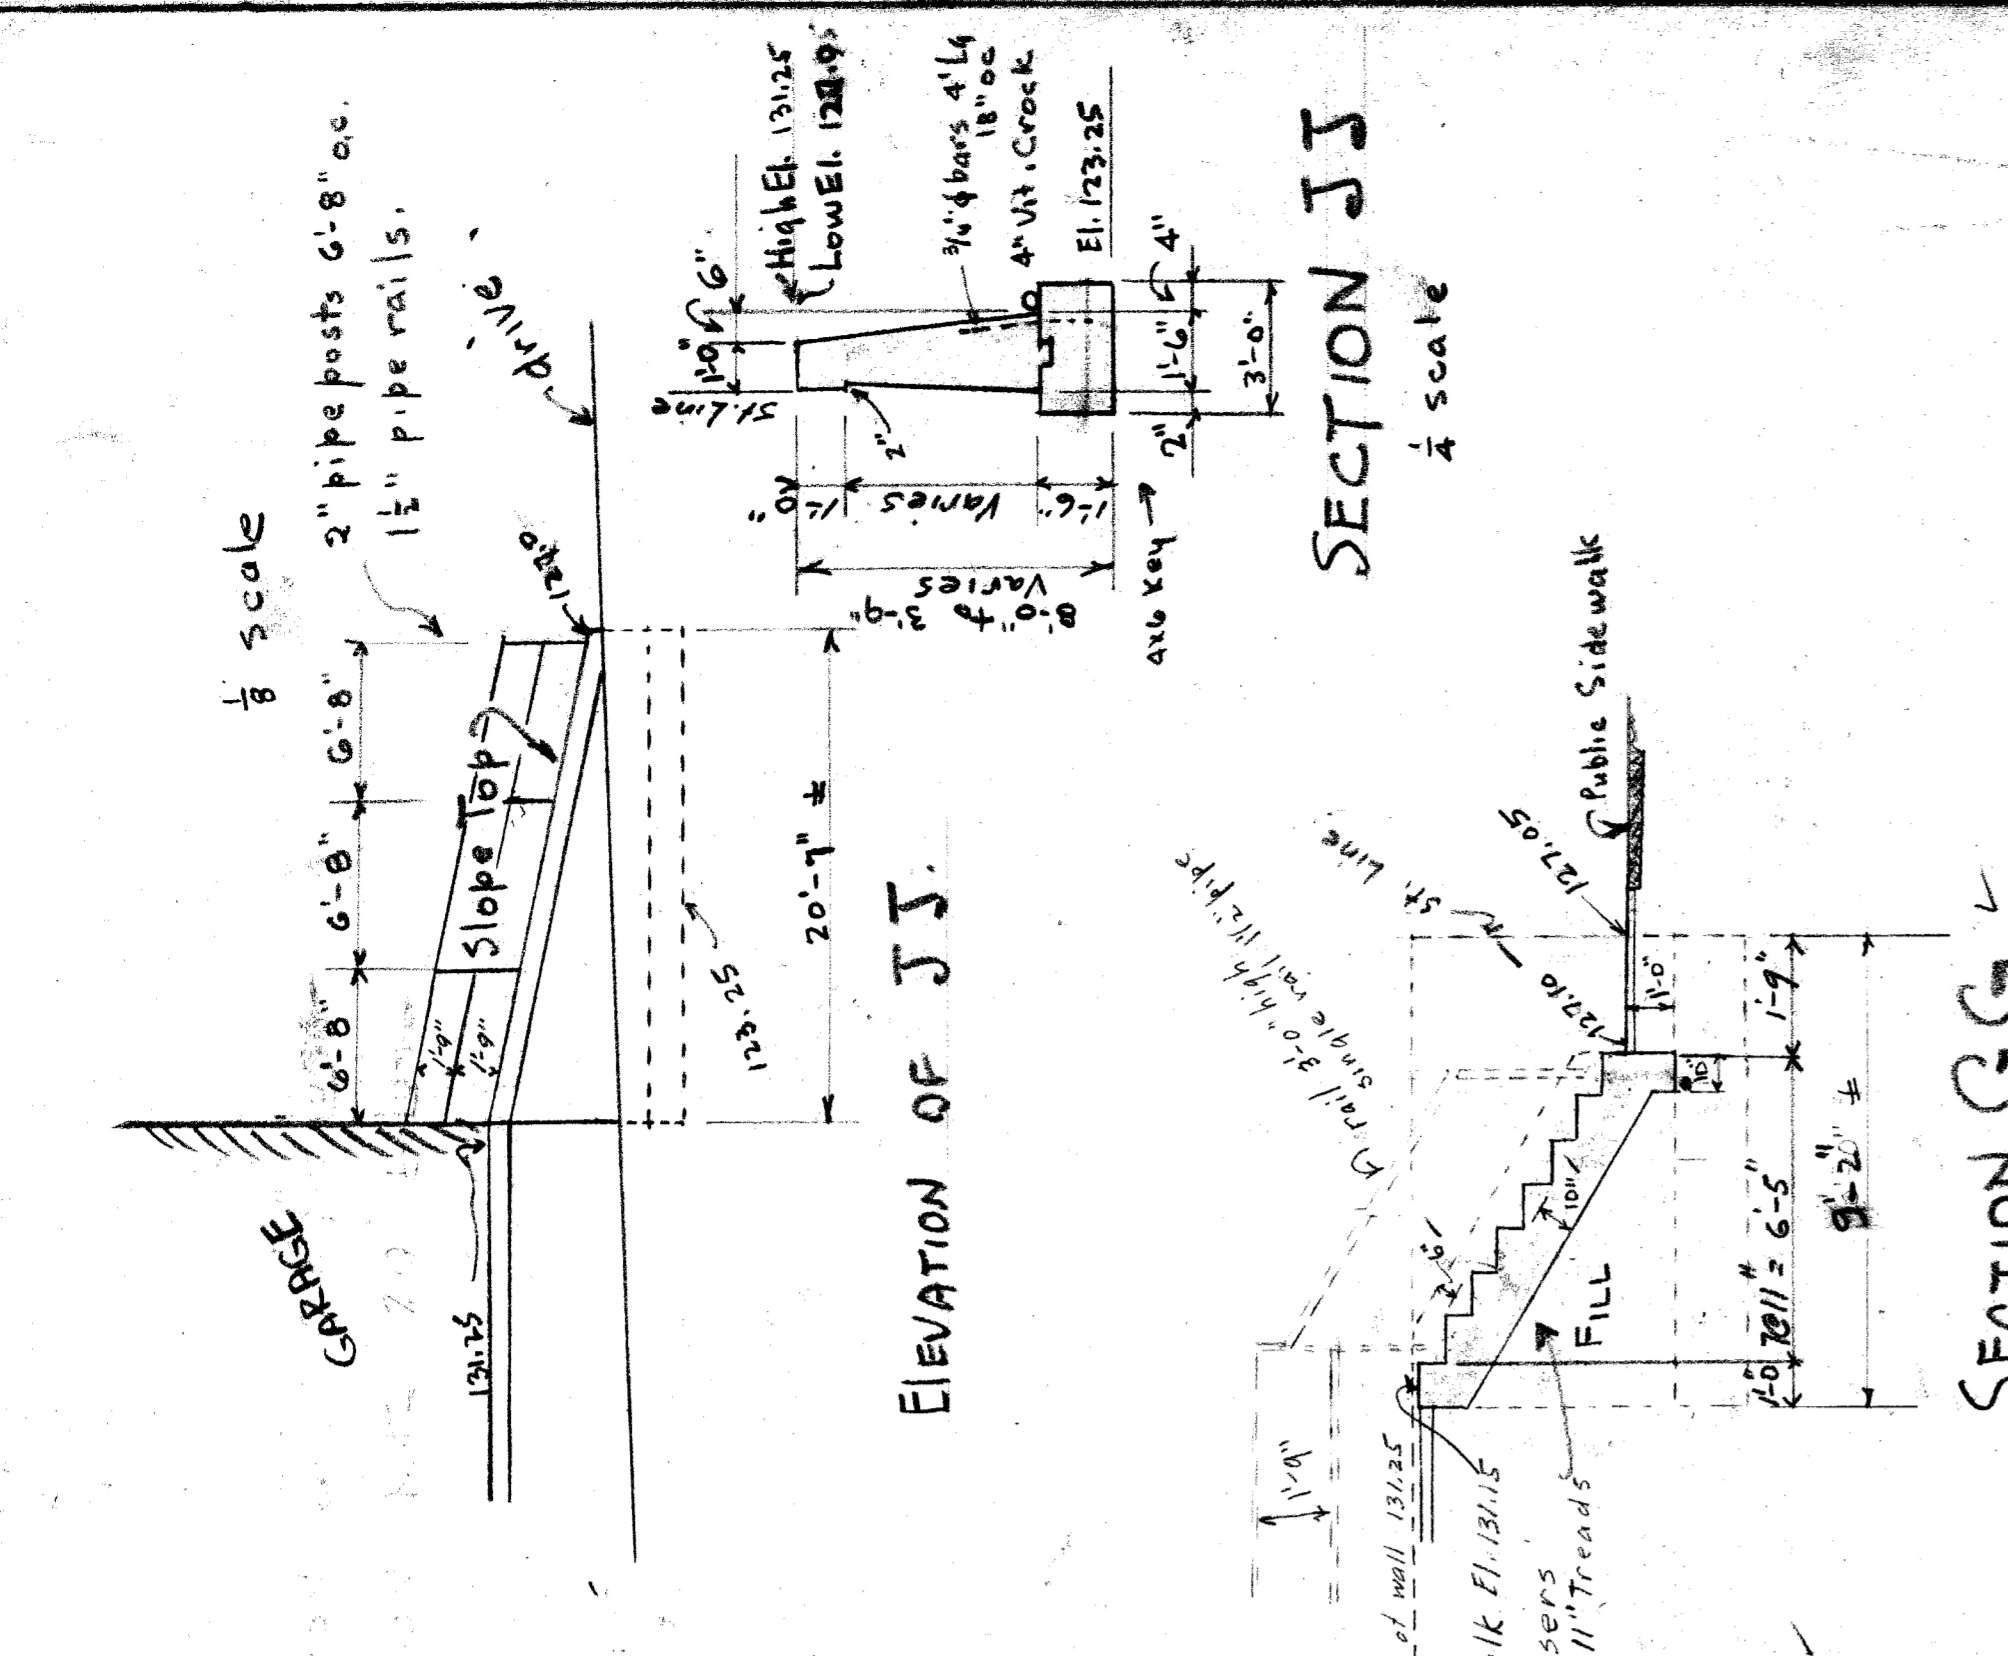 1/8 scale
2" pipe posts 6'-8" o.c.
1 1/2" pipe rails.
drive
6'-8"
6'-8"
6'-8"
Slope Top
1'-9"
1'-9"
GARAGE
131.25
123.25
20'-7" ±
ELEVATION OF JJ.
High El. 131.25
Low El.
3/4" ϕ bars 4' Lg
18" oc
4" Vit. Crock
El. 123.25
6"
1'-0"
St. Line
2"
1'-0"
Varies
1'-6"
8'-0" to 3'-9"
Varies
4x6 Key
2"
1'-6"
4"
3'-0"
SECTION JJ
1/4 scale
Public Sidewalk
127.05
St. Line
rail 3'-0" high 1 1/2" pipe
single rail
127.10
1'-0"
10"
1'-9"
6"
10"
FILL
1'-0"
7@11" = 6'-5"
1'-9"
of wall 131.25
lk El. 131.15
sers
11" Treads
SECTION GG